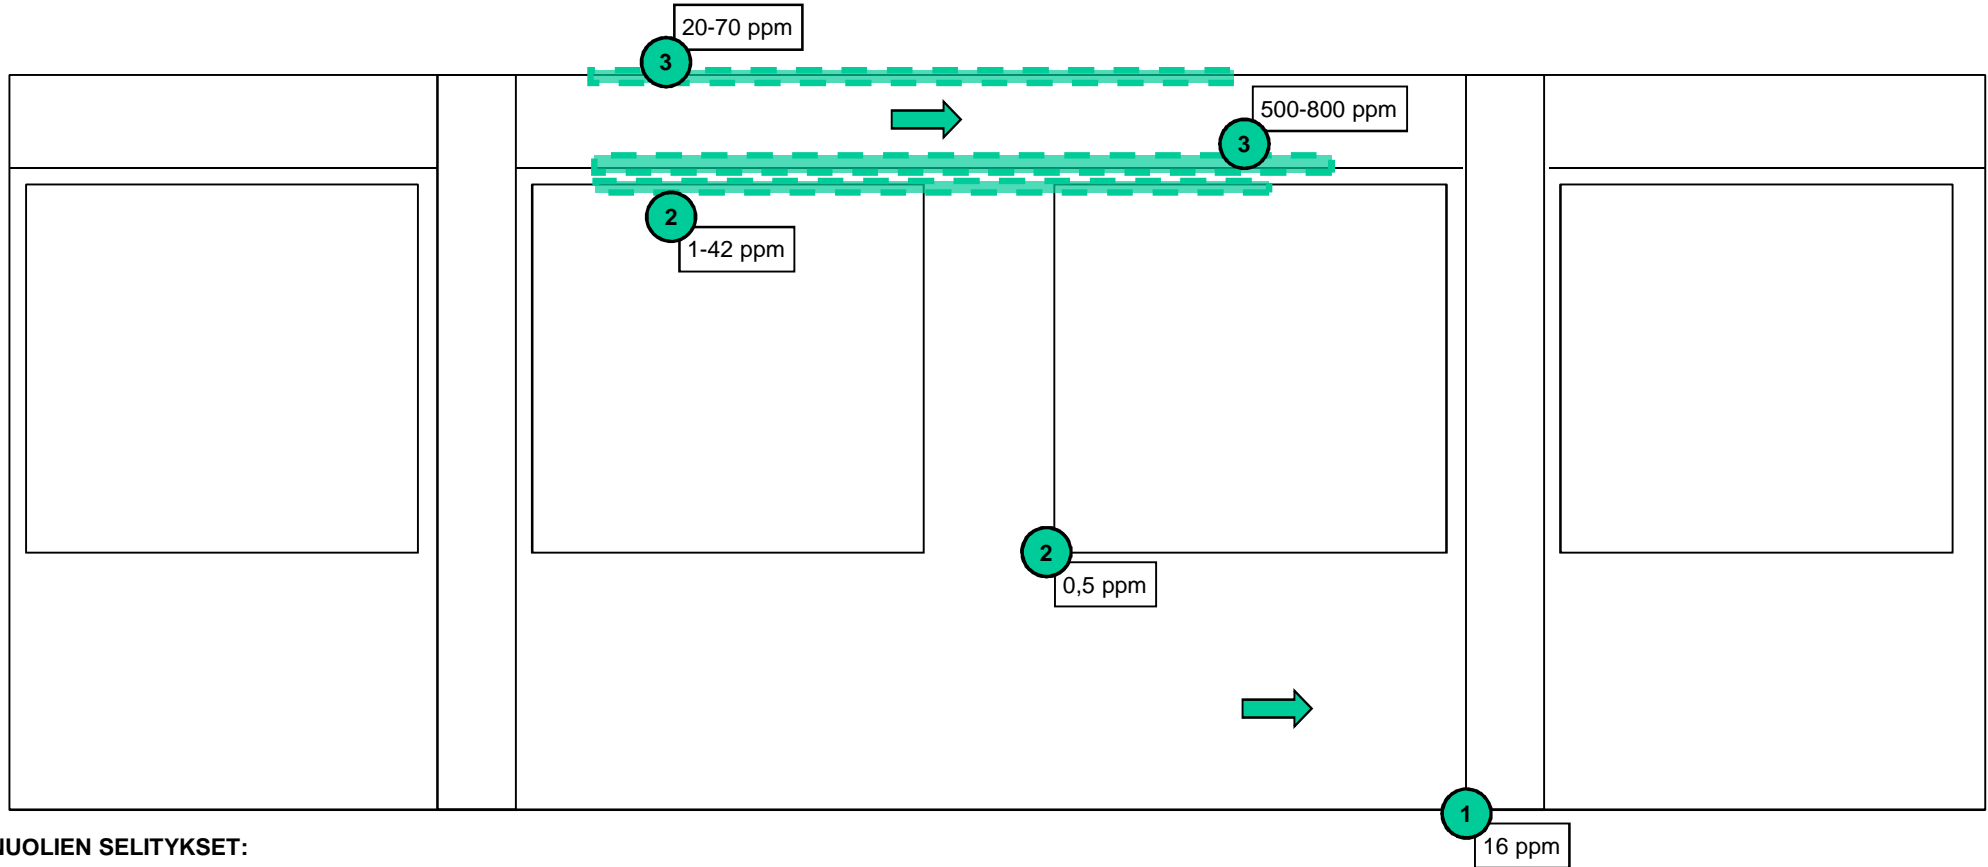 20-70 ppm
3
500-800 ppm
3
2
1-42 ppm
2
0,5 ppm
1
16 ppm
NUOLIEN SELITYKSET: